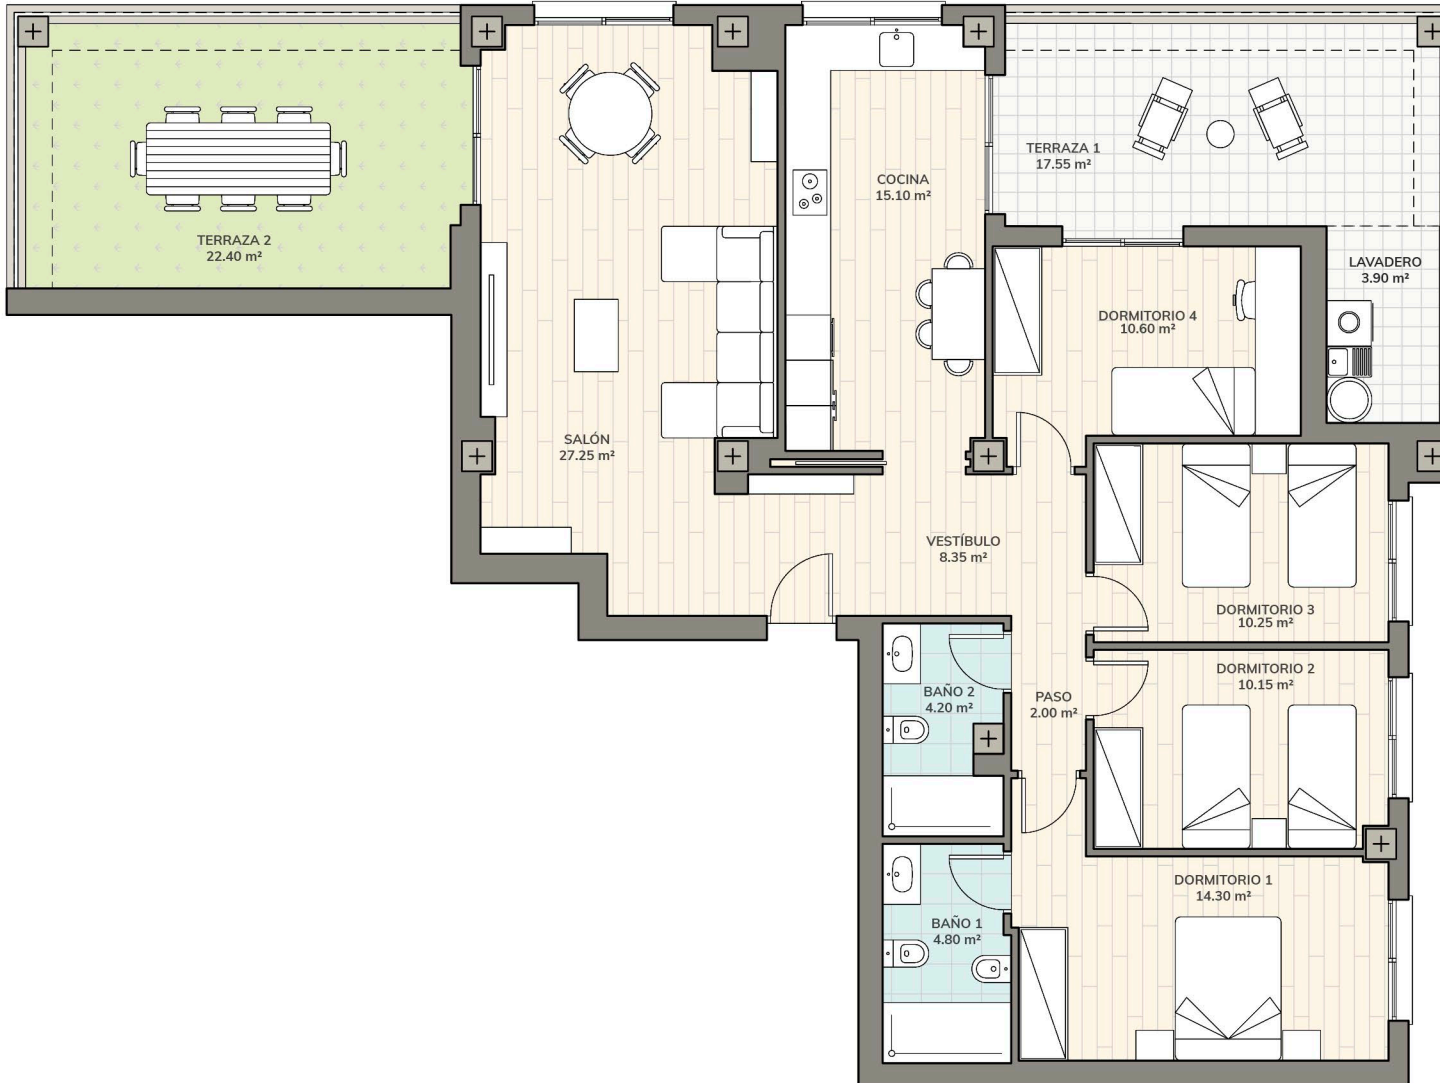 TERRAZA 2
22.40 m²
SALÓN
27.25 m²
COCINA
15.10 m²
TERRAZA 1
17.55 m²
LAVADERO
3.90 m²
DORMITORIO 4
10.60 m²
VESTÍBULO
8.35 m²
DORMITORIO 3
10.25 m²
DORMITORIO 2
10.15 m²
BAÑO 2
4.20 m²
PASO
2.00 m²
DORMITORIO 1
14.30 m²
BAÑO 1
4.80 m²